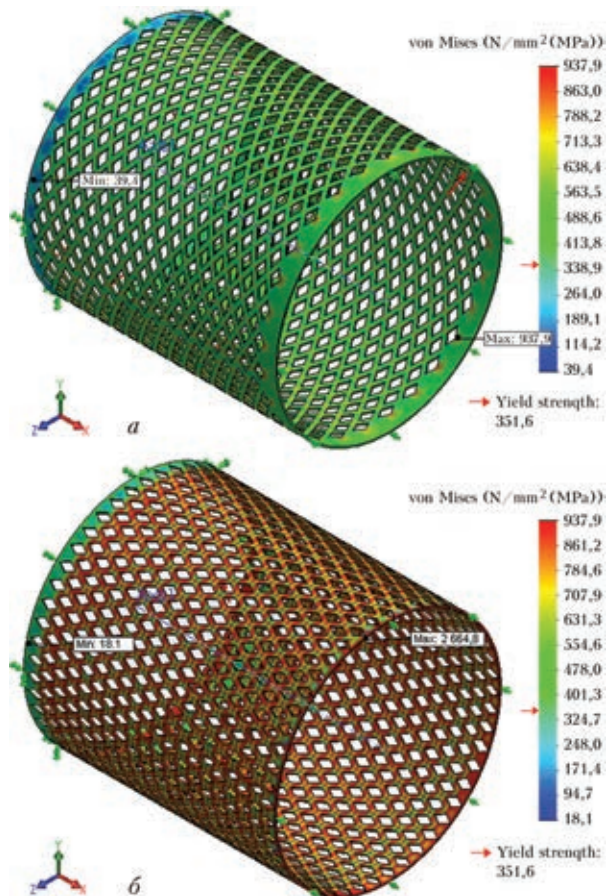 von Mises (N/mm² (MPa))
937,9
863,0
788,2
713,3
638,4
563,5
488,6
413,8
338,9
264,0
189,1
114,2
39,4
Min: 39,4
Max: 937,9
Yield strength:
351,6
Y
Z
X
а
von Mises (N/mm² (MPa))
937,9
861,2
784,6
707,9
631,2
554,6
478,0
401,3
324,7
248,0
171,4
94,7
18,1
Min: 18.1
Max: 2 664,8
Yield strength:
351,6
Y
Z
X
б